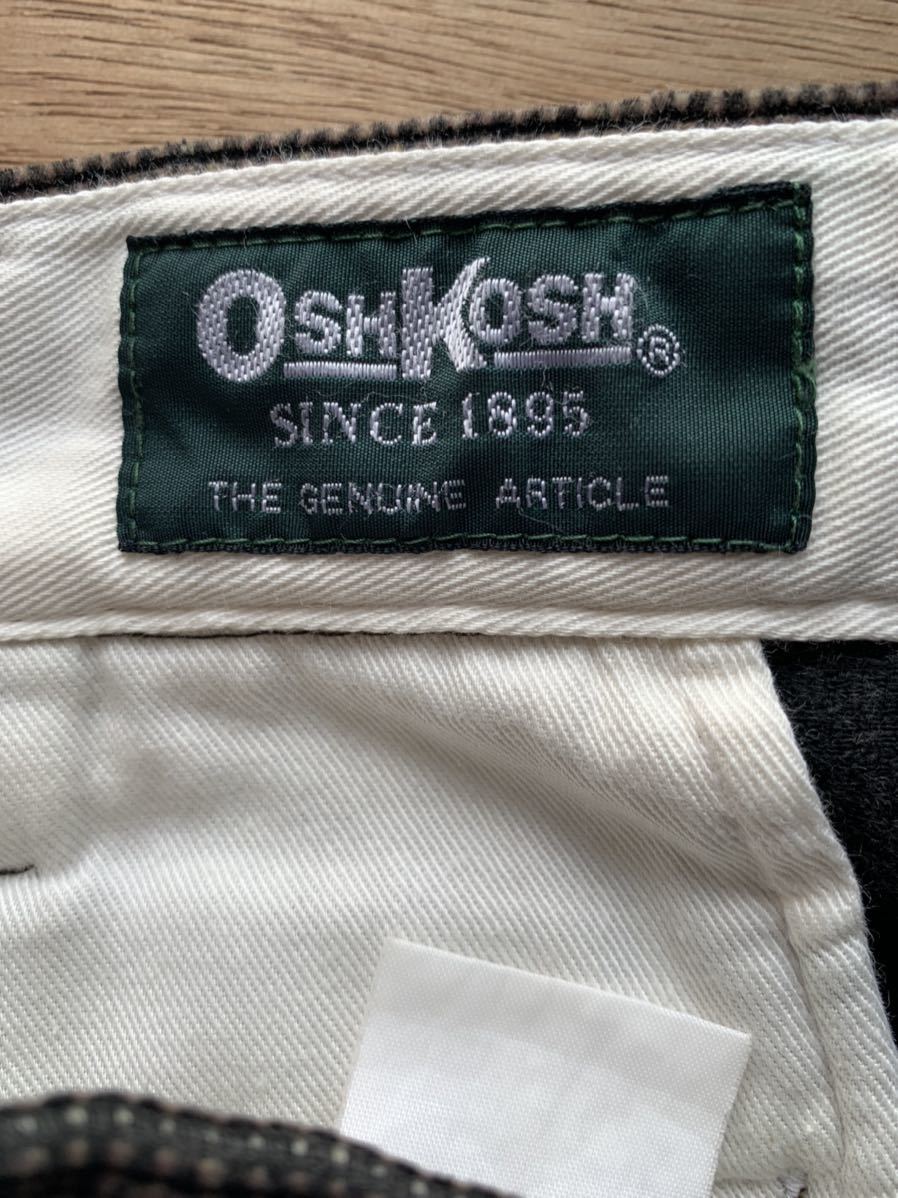 OSHKOSH®
SINCE 1895
THE GENUINE ARTICLE